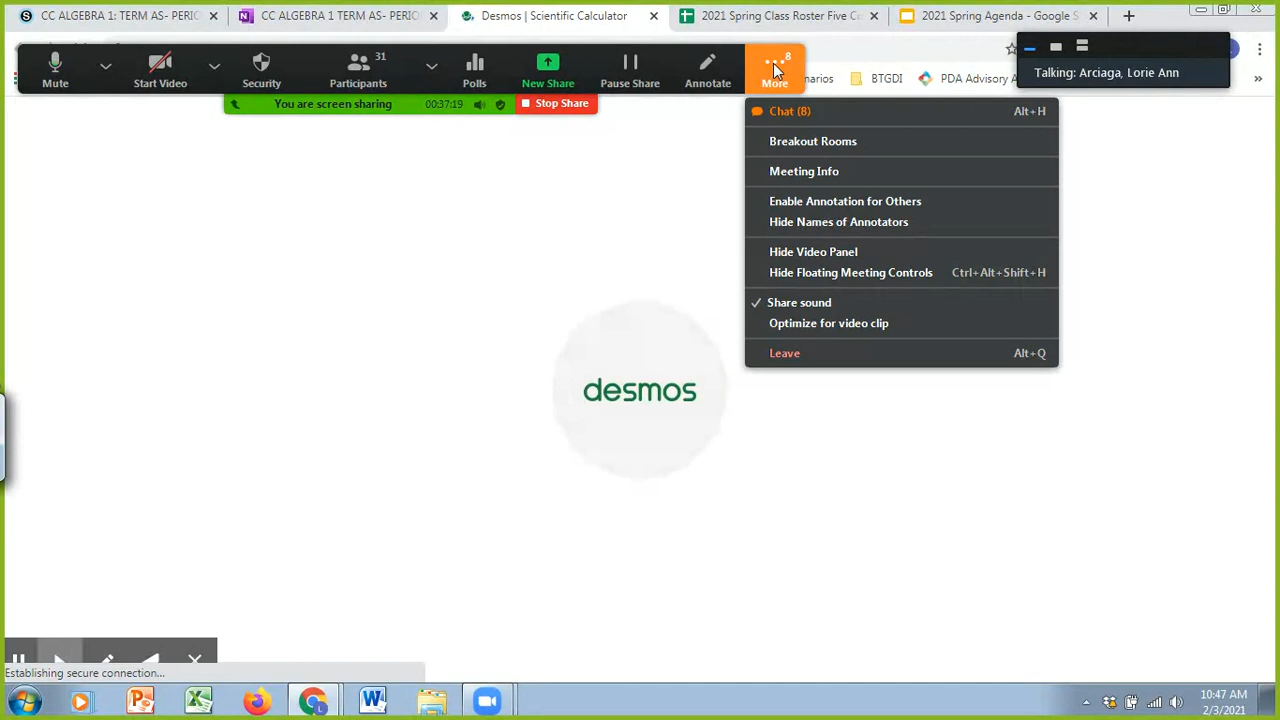 CC ALGEBRA 1: TERM AS- PERIO
CC ALGEBRA 1 TERM AS- PERIO
Desmos | Scientific Calculator
2021 Spring Class Roster Five C
2021 Spring Agenda - Google S
Mute
Start Video
Security
31
Participants
Polls
New Share
Pause Share
Annotate
8
More
narios
BTGDI
PDA Advisory
Talking: Arciaga, Lorie Ann
You are screen sharing
00:37:19
Stop Share
Chat (8) Alt+H
Breakout Rooms
Meeting Info
Enable Annotation for Others
Hide Names of Annotators
Hide Video Panel
Hide Floating Meeting Controls Ctrl+Alt+Shift+H
Share sound
Optimize for video clip
Leave Alt+Q
desmos
Establishing secure connection...
10:47 AM
2/3/2021